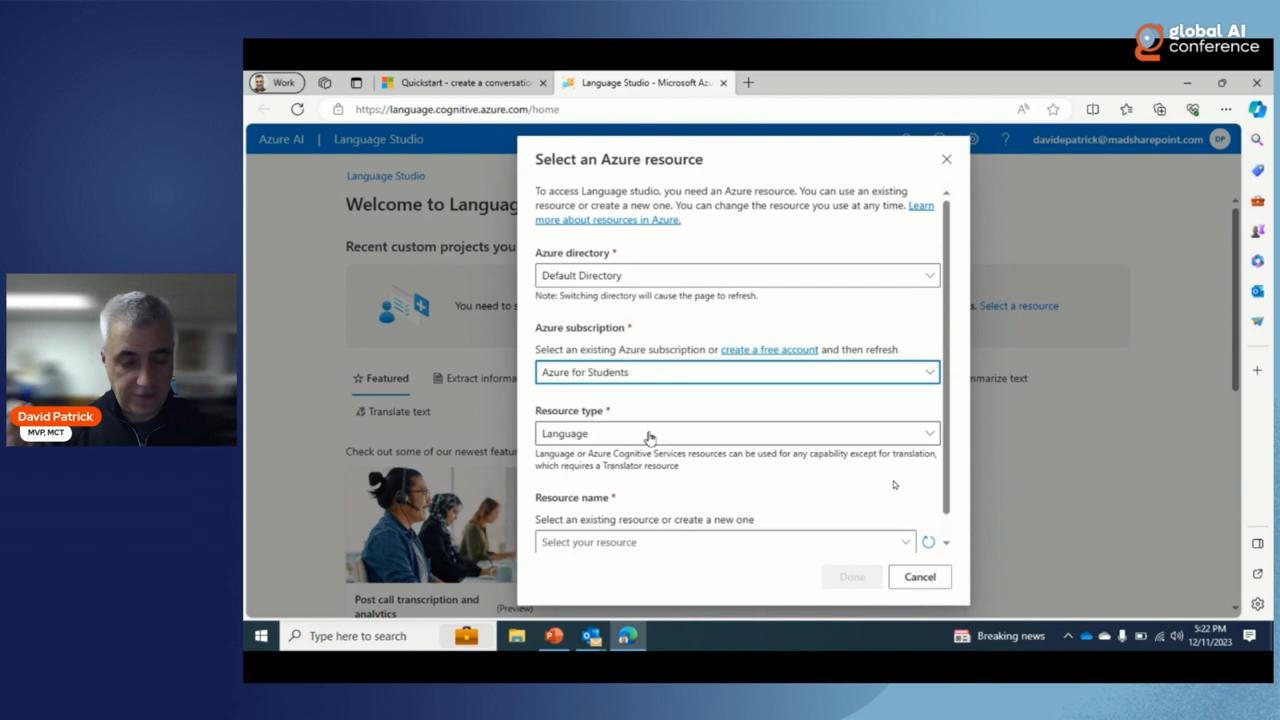 global AI
conference
Work
Quickstart - create a conversatio
Language Studio - Microsoft Az
https://language.cognitive.azure.com/home
Azure AI | Language Studio
davidepatrick@madsharepoint.com DP
Language Studio
Welcome to Langua
Recent custom projects you
You need to s
s. Select a resource
Featured
Extract informa
mmarize text
Translate text
Check out some of our newest featur
Post call transcription and
analytics
(Preview)
Select an Azure resource
To access Language studio, you need an Azure resource. You can use an existing
resource or create a new one. You can change the resource you use at any time. Learn
more about resources in Azure.
Azure directory *
Default Directory
Note: Switching directory will cause the page to refresh.
Azure subscription *
Select an existing Azure subscription or create a free account and then refresh
Azure for Students
Resource type *
Language
Language or Azure Cognitive Services resources can be used for any capability except for translation,
which requires a Translator resource
Resource name *
Select an existing resource or create a new one
Select your resource
Done
Cancel
David Patrick
MVP, MCT
Type here to search
Breaking news
5:22 PM
12/11/2023